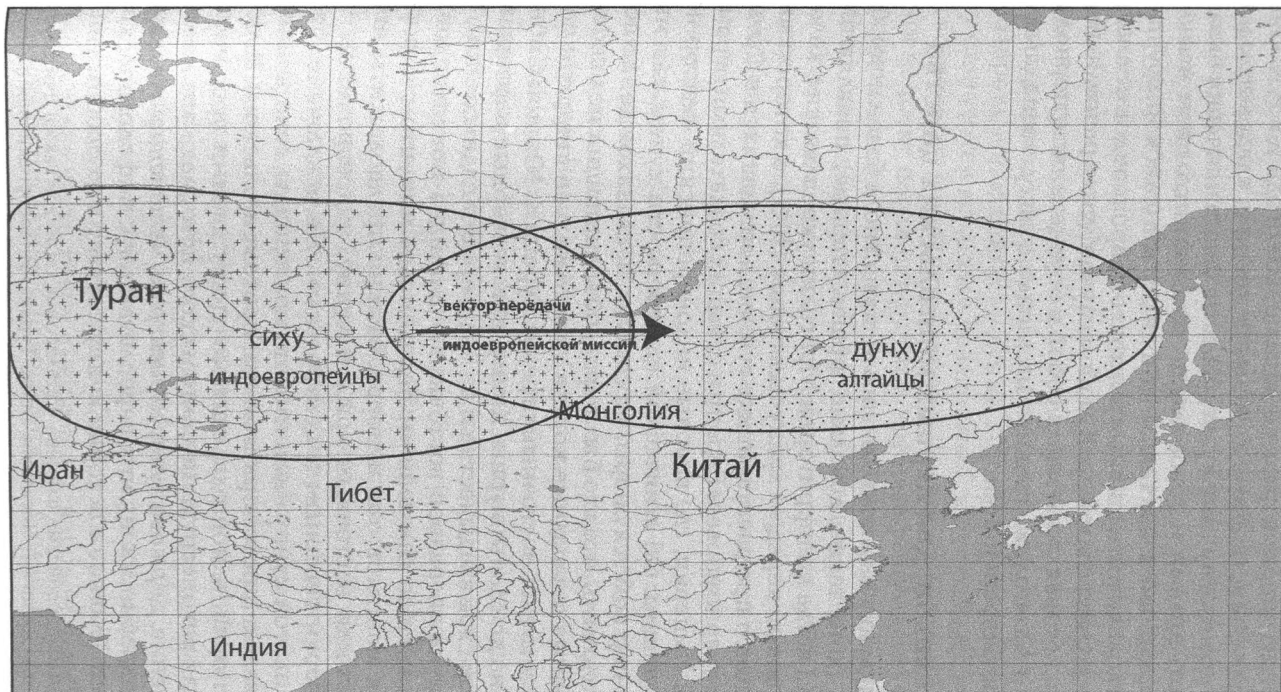 Туран
вектор передачи
индоевропейской миссии
сиху
индоевропейцы
дунху
алтайцы
Монголия
Китай
Иран
Тибет
Индия